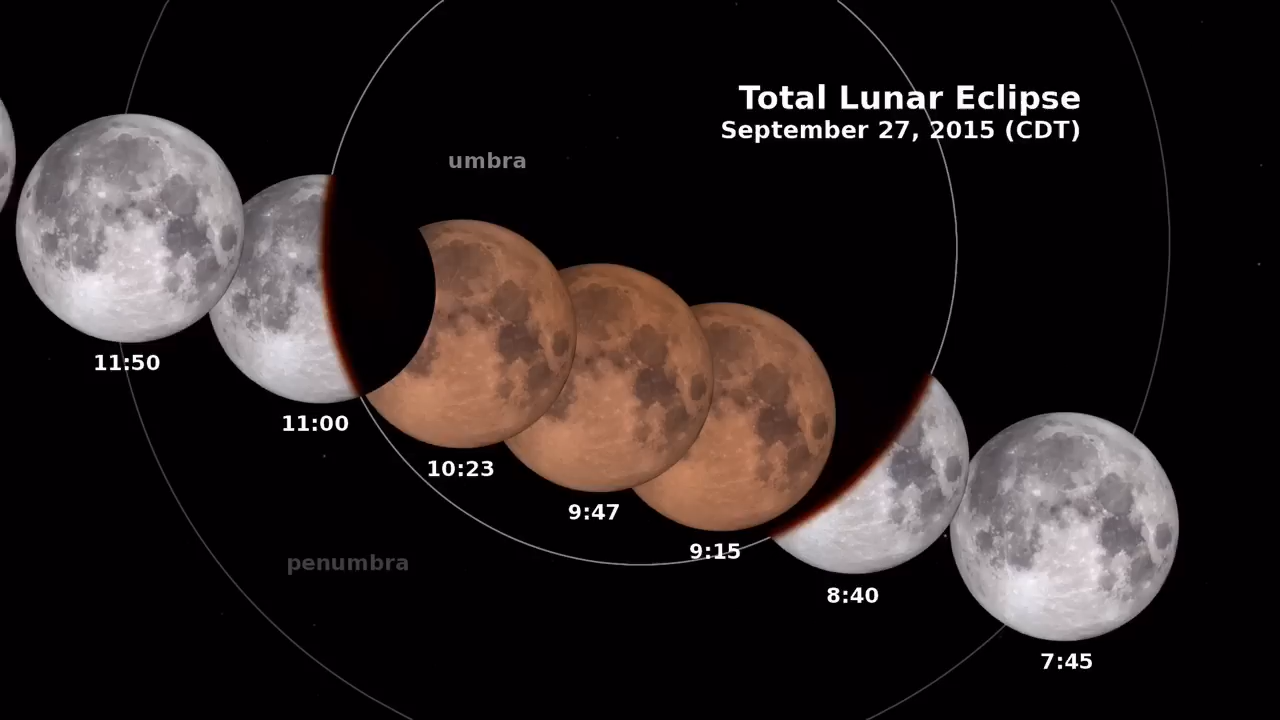 Total Lunar Eclipse
September 27, 2015 (CDT)
umbra
11:50
11:00
10:23
9:47
9:15
penumbra
8:40
7:45